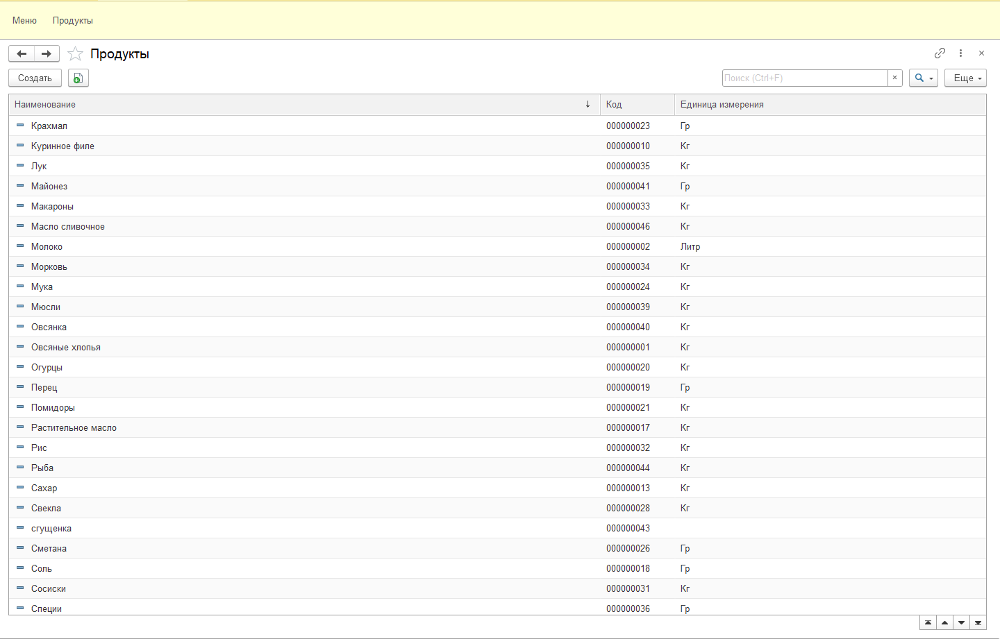 Меню Продукты
Продукты
Создать Поиск (Ctrl+F) × Еще
Наименование ↓ Код Единица измерения
Крахмал 000000023 Гр
Куринное филе 000000010 Кг
Лук 000000035 Кг
Майонез 000000041 Гр
Макароны 000000033 Кг
Масло сливочное 000000046 Кг
Молоко 000000002 Литр
Морковь 000000034 Кг
Мука 000000024 Кг
Мюсли 000000039 Кг
Овсянка 000000040 Кг
Овсяные хлопья 000000001 Кг
Огурцы 000000020 Кг
Перец 000000019 Гр
Помидоры 000000021 Кг
Растительное масло 000000017 Кг
Рис 000000032 Кг
Рыба 000000044 Кг
Сахар 000000013 Кг
Свекла 000000028 Кг
сгущенка 000000043
Сметана 000000026 Гр
Соль 000000018 Гр
Сосиски 000000031 Кг
Специи 000000036 Гр